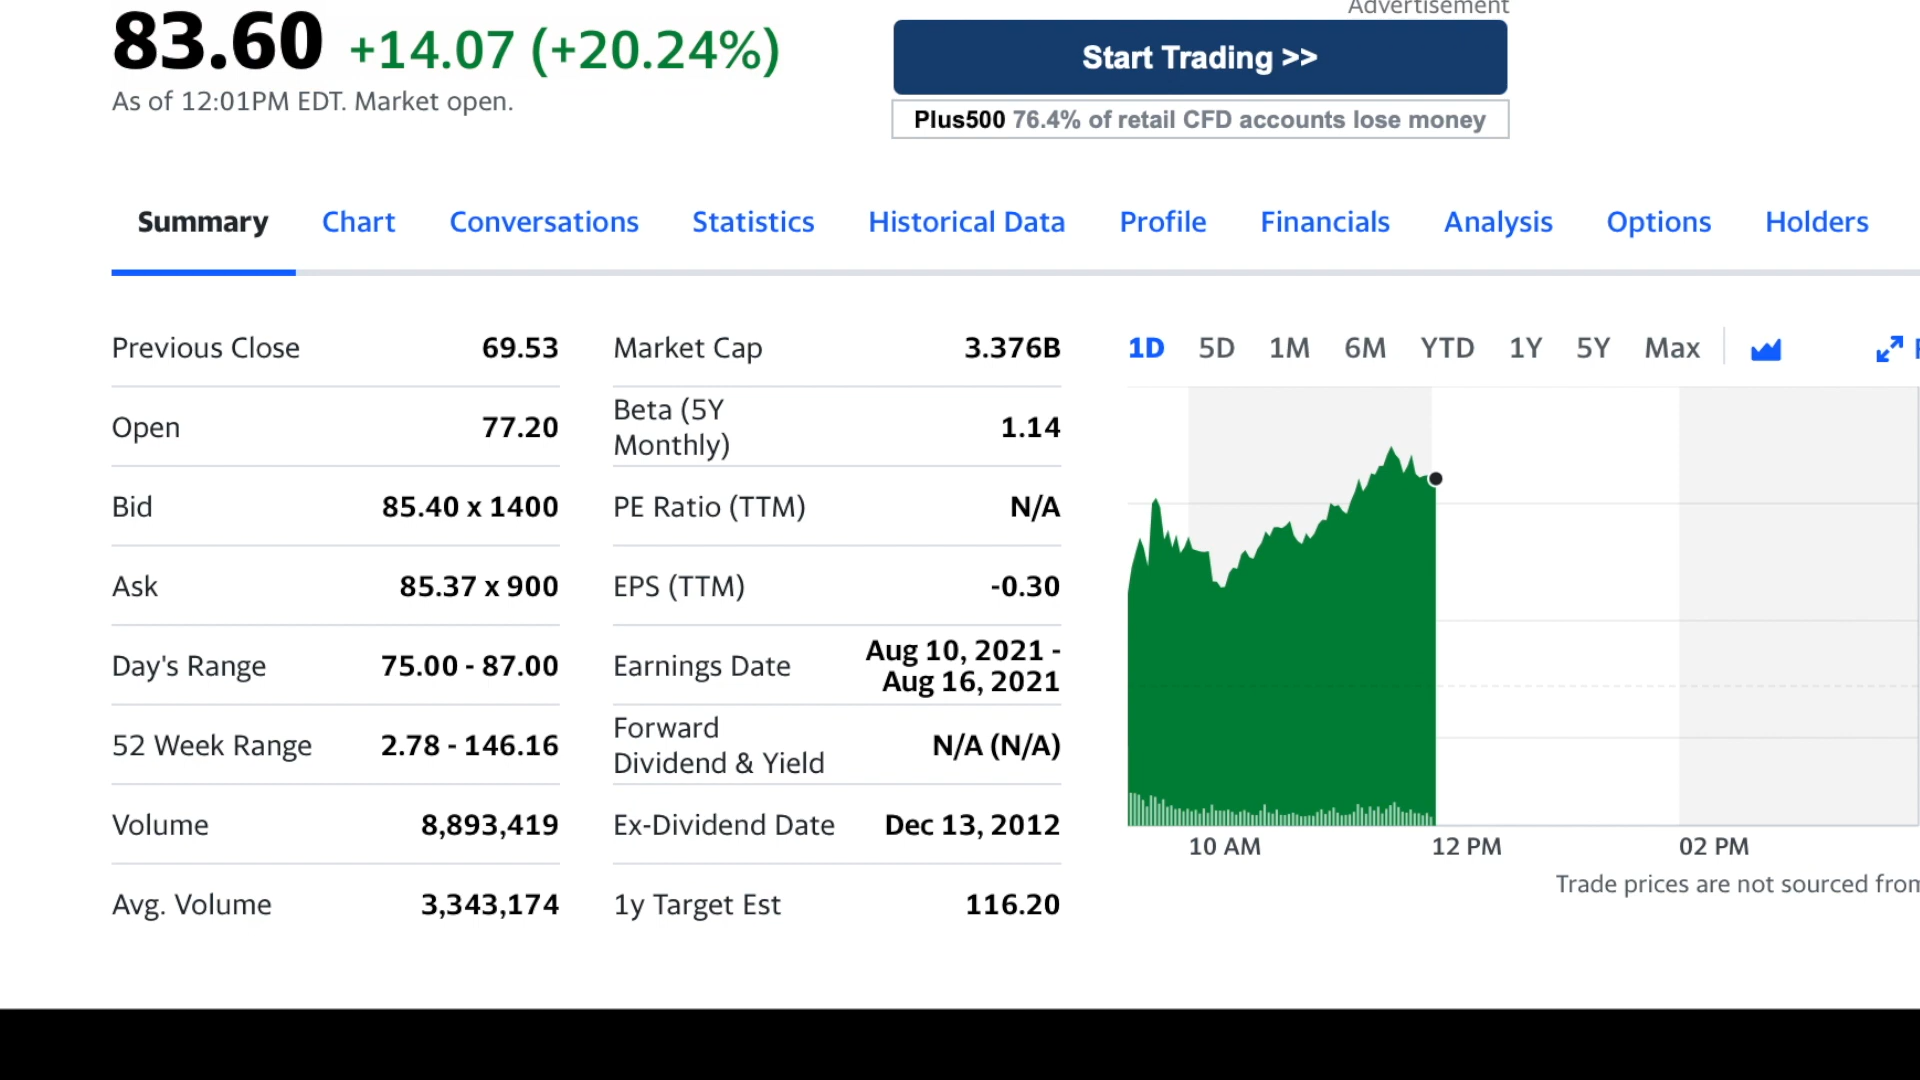 Advertisement
83.60 +14.07 (+20.24%)
As of 12:01PM EDT. Market open.
Start Trading >>
Plus500 76.4% of retail CFD accounts lose money
Summary Chart Conversations Statistics Historical Data Profile Financials Analysis Options Holders
Previous Close 69.53
Open 77.20
Bid 85.40 x 1400
Ask 85.37 x 900
Day's Range 75.00 - 87.00
52 Week Range 2.78 - 146.16
Volume 8,893,419
Avg. Volume 3,343,174
Market Cap 3.376B
Beta (5Y
Monthly) 1.14
PE Ratio (TTM) N/A
EPS (TTM) -0.30
Earnings Date Aug 10, 2021 -
Aug 16, 2021
Forward
Dividend & Yield N/A (N/A)
Ex-Dividend Date Dec 13, 2012
1y Target Est 116.20
1D 5D 1M 6M YTD 1Y 5Y Max
10 AM 12 PM 02 PM
Trade prices are not sourced from